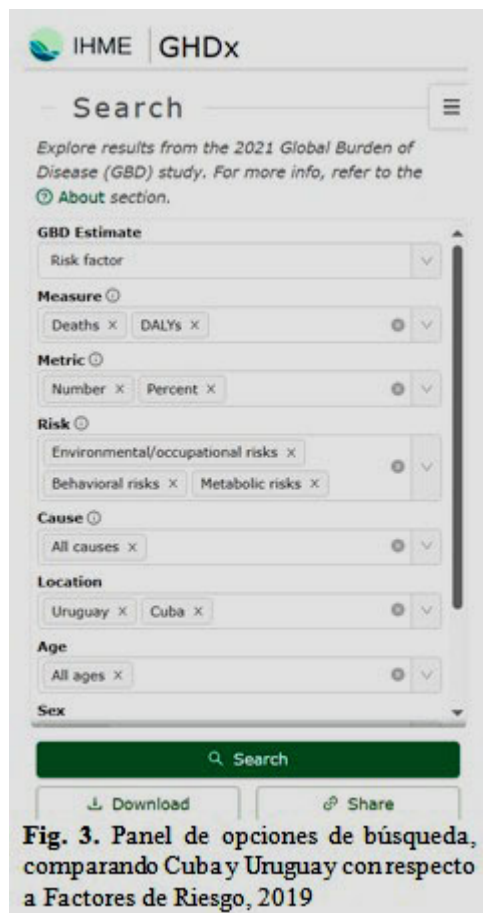 IHME GHDx
Search
Explore results from the 2021 Global Burden of
Disease (GBD) study. For more info, refer to the
About section.
GBD Estimate
Risk factor
Measure
Deaths × DALYs ×
Metric
Number × Percent ×
Risk
Environmental/occupational risks ×
Behavioral risks × Metabolic risks ×
Cause
All causes ×
Location
Uruguay × Cuba ×
Age
All ages ×
Sex
Search
Download Share
Fig. 3. Panel de opciones de búsqueda,
comparando Cuba y Uruguay con respecto
a Factores de Riesgo, 2019